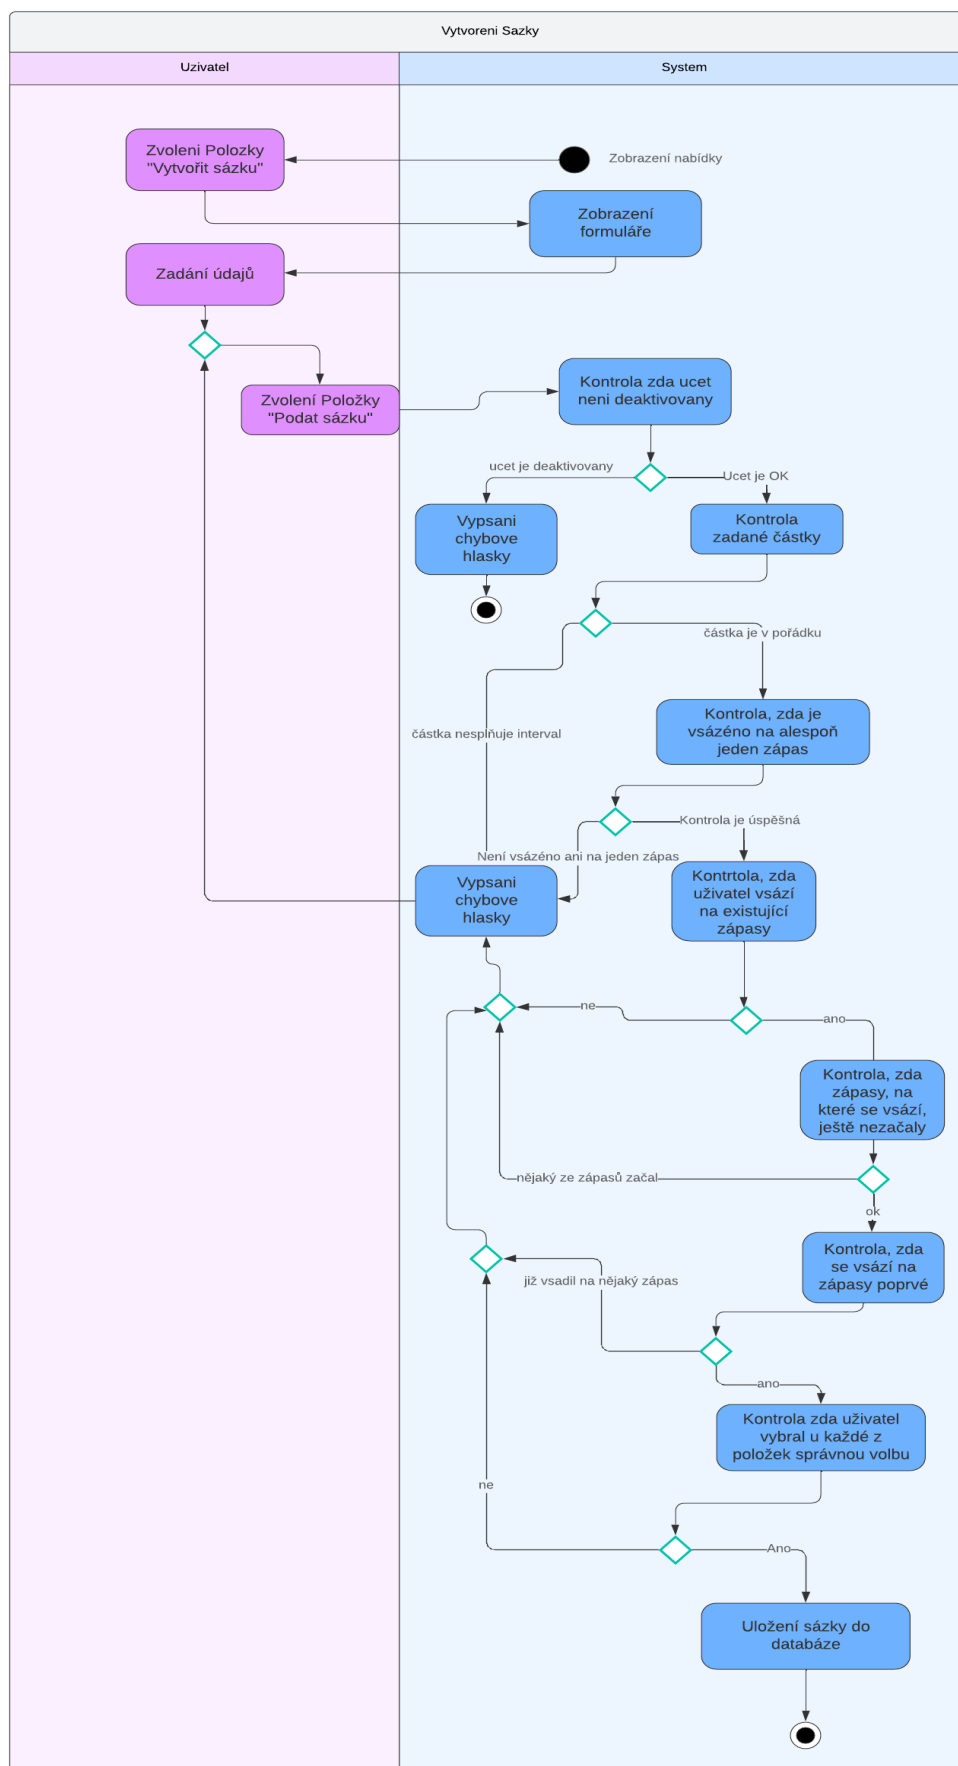 Vytvoreni Sazky
Uzivatel
System
Zvoleni Polozky
"Vytvořit sázku"
Zobrazení nabídky
Zobrazení
formuláře
Zadání údajů
Zvolení Položky
"Podat sázku"
Kontrola zda ucet
neni deaktivovany
ucet je deaktivovany
Ucet je OK
Vypsani
chybove
hlasky
Kontrola
zadané částky
částka je v pořádku
částka nesplňuje interval
Kontrola, zda je
vsázéno na alespoň
jeden zápas
Kontrola je úspěšná
Není vsázéno ani na jeden zápas
Vypsani
chybove
hlasky
Kontrtola, zda
uživatel vsází
na existující
zápasy
ne
ano
Kontrola, zda
zápasy, na
které se vsází,
ještě nezačaly
nějaký ze zápasů začal
ok
Kontrola, zda
se vsází na
zápasy poprvé
již vsadil na nějaký zápas
ano
Kontrola zda uživatel
vybral u každé z
položek správnou volbu
ne
Ano
Uložení sázky do
databáze